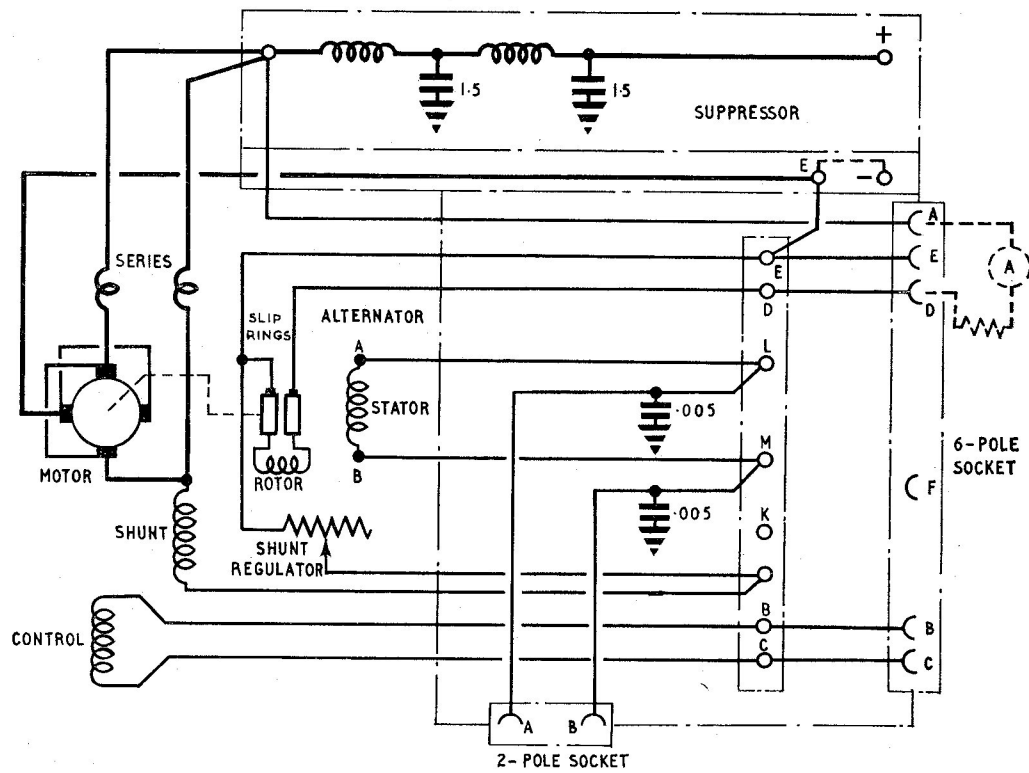 +
1·5
1·5
SUPPRESSOR
E
−
A
SERIES
E
E
A
D
D
SLIP
RINGS
ALTERNATOR
A
L
STATOR
·005
MOTOR
B
ROTOR
M
6-POLE
SOCKET
F
·005
K
SHUNT
SHUNT
REGULATOR
B
B
CONTROL
C
C
A
B
2- POLE SOCKET